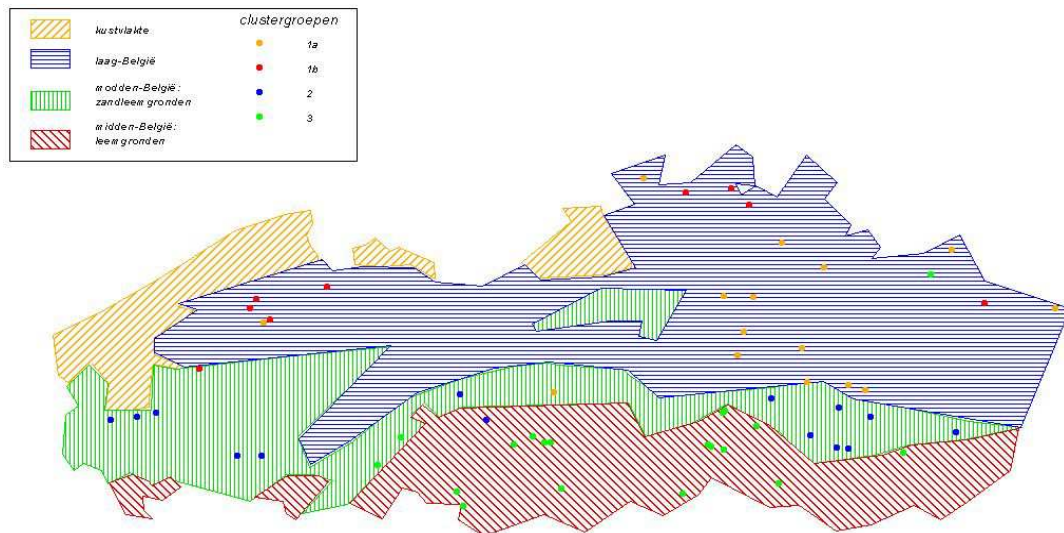 clustergroepen
kustvlakte
laag-België
modden-België:
zandleemgronden
midden-België:
leemgronden
1a
1b
2
3